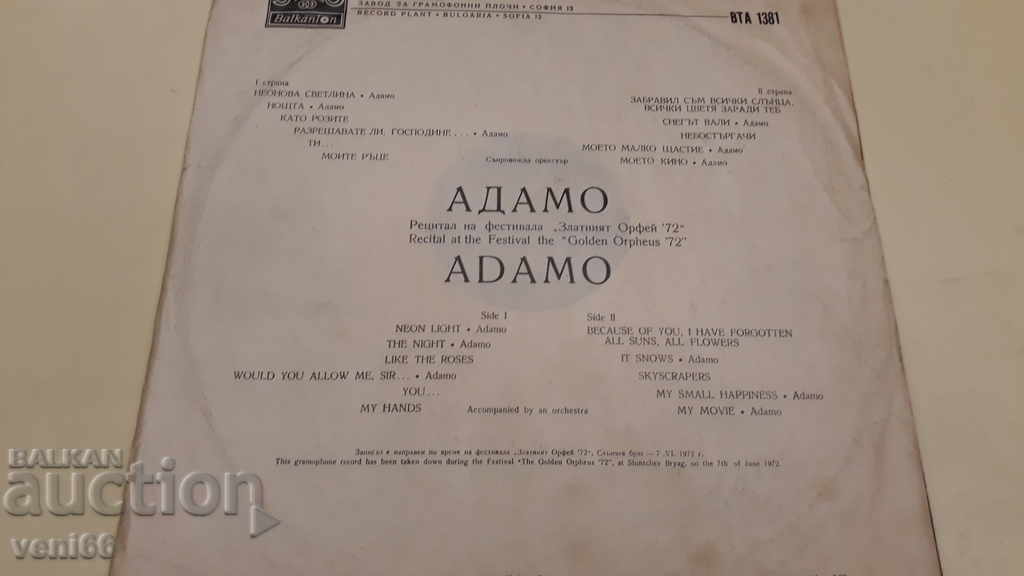 Balkanton
ЗАВОД ЗА ГРАМОФОННИ ПЛОЧИ • СОФИЯ 12
RECORD PLANT • BULGARIA • SOFIA 12
ВТА 1381
I страна
НЕОНОВА СВЕТЛИНА • Адамо
НОЩТА • Адамо
КАТО РОЗИТЕ
РАЗРЕШАВАТЕ ЛИ, ГОСПОДИНЕ... • Адамо
ТИ...
МОИТЕ РЪЦЕ
Съпровожда оркестър
II страна
ЗАБРАВИЛ СЪМ ВСИЧКИ СЛЪНЦА,
ВСИЧКИ ЦВЕТЯ ЗАРАДИ ТЕБ
СНЕГЪТ ВАЛИ • Адамо
НЕБОСТЪРГАЧИ
МОЕТО МАЛКО ЩАСТИЕ • Адамо
МОЕТО КИНО • Адамо
АДАМО
Рецитал на фестивала „Златният Орфей '72“
Recital at the Festival the "Golden Orpheus '72"
ADAMO
Side I
NEON LIGHT • Adamo
THE NIGHT • Adamo
LIKE THE ROSES
WOULD YOU ALLOW ME, SIR... • Adamo
YOU...
MY HANDS
Accompanied by an orchestra
Side II
BECAUSE OF YOU, I HAVE FORGOTTEN
ALL SUNS, ALL FLOWERS
IT SNOWS • Adamo
SKYSCRAPERS
MY SMALL HAPPINESS • Adamo
MY MOVIE • Adamo
Записът е направен по време на фестивала „Златният Орфей '72“, Слънчев бряг — 7. VI. 1972 г.
This gramophone record has been taken down during the Festival "The Golden Orpheus '72", at Sluntchev Bryag, on the 7th of June 1972.
BALKAN
auction
veni66